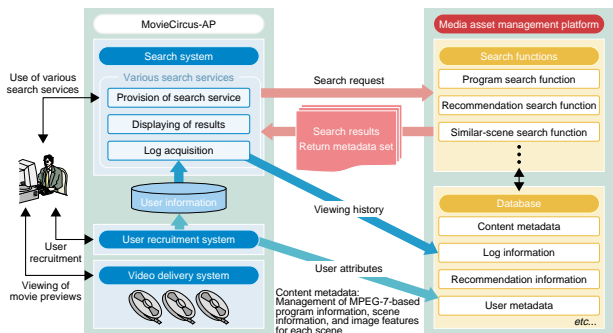 MovieCircus-AP
Search system
Various search services
Provision of search service
Displaying of results
Log acquisition
User information
User recruitment system
Video delivery system
Use of various
search services
User
recruitment
Viewing of
movie previews
Search request
Search results
Return metadata set
Viewing history
User attributes
Content metadata:
Management of MPEG-7-based
program information, scene
information, and image features
for each scene
Media asset management platform
Search functions
Program search function
Recommendation search function
Similar-scene search function
Database
Content metadata
Log information
Recommendation information
User metadata
etc...